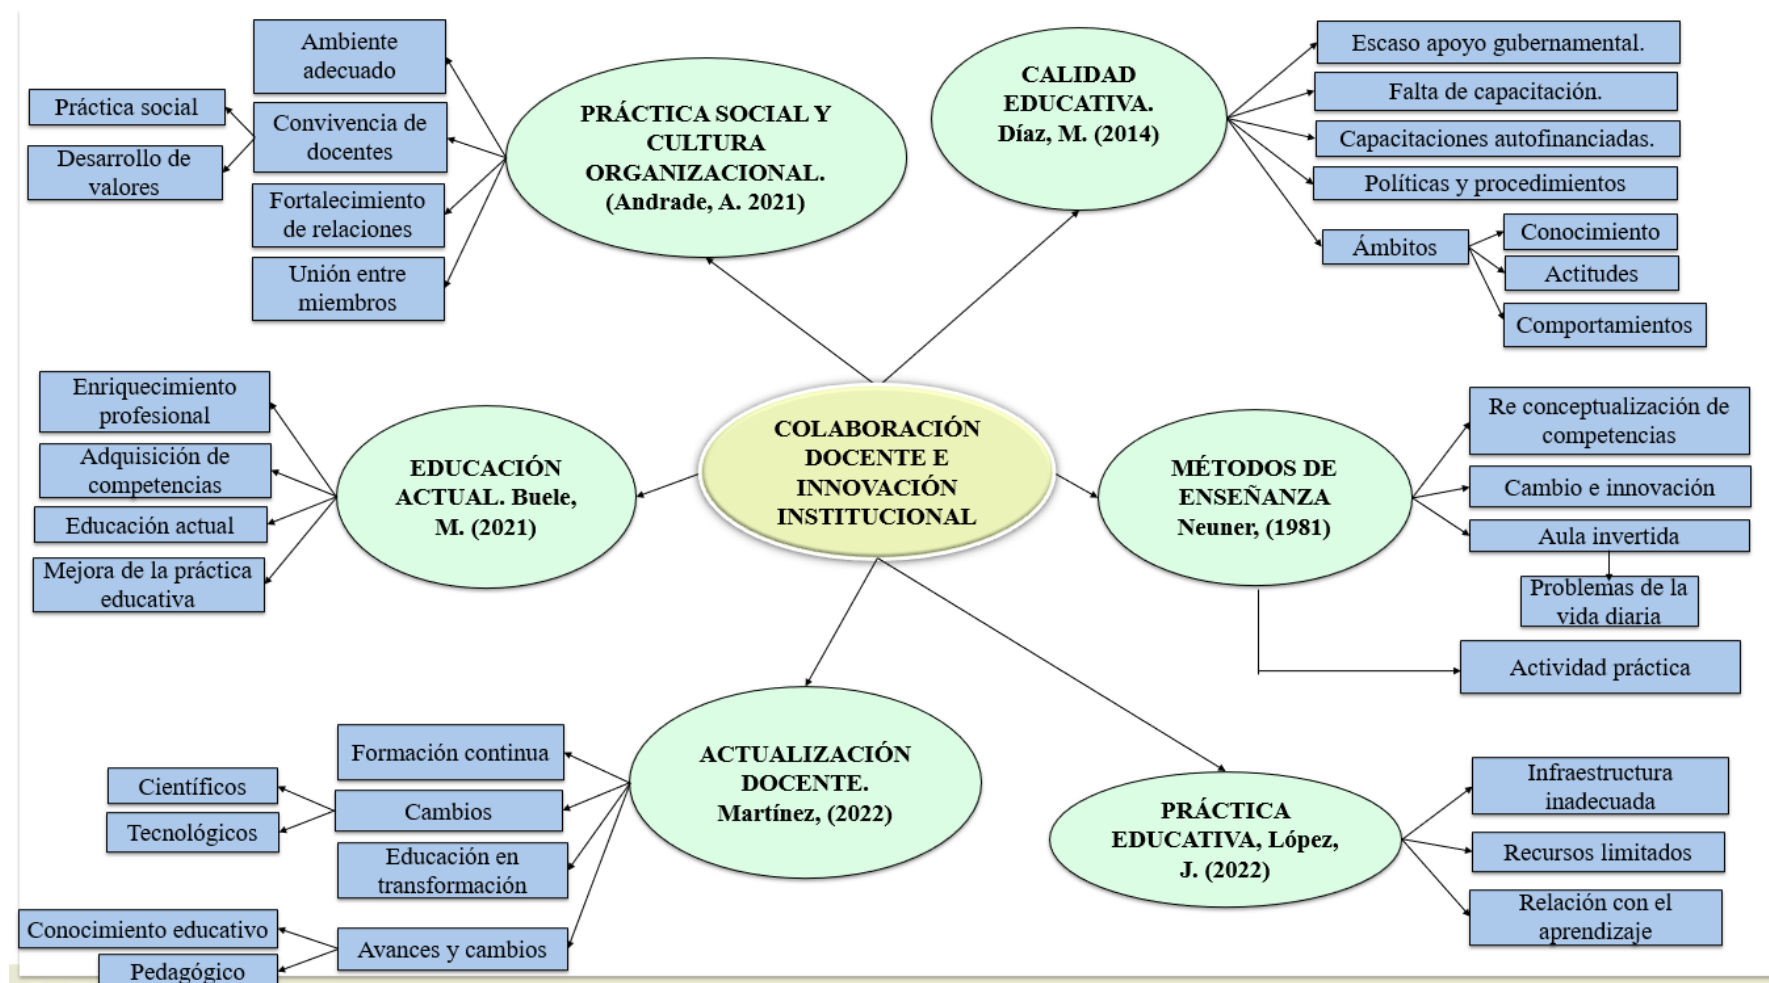 Ambiente
adecuado
Práctica social
Convivencia de
docentes
Desarrollo de
valores
Fortalecimiento
de relaciones
Unión entre
miembros
PRÁCTICA SOCIAL Y
CULTURA
ORGANIZACIONAL.
(Andrade, A. 2021)
CALIDAD
EDUCATIVA.
Díaz, M. (2014)
Escaso apoyo gubernamental.
Falta de capacitación.
Capacitaciones autofinanciadas.
Políticas y procedimientos
Ámbitos
Conocimiento
Actitudes
Comportamientos
Enriquecimiento
profesional
Adquisición de
competencias
Educación actual
Mejora de la práctica
educativa
EDUCACIÓN
ACTUAL. Buele,
M. (2021)
COLABORACIÓN
DOCENTE E
INNOVACIÓN
INSTITUCIONAL
MÉTODOS DE
ENSEÑANZA
Neuner, (1981)
Re conceptualización de
competencias
Cambio e innovación
Aula invertida
Problemas de la
vida diaria
Actividad práctica
Formación continua
Científicos
Cambios
Tecnológicos
Educación en
transformación
Conocimiento educativo
Avances y cambios
Pedagógico
ACTUALIZACIÓN
DOCENTE.
Martínez, (2022)
PRÁCTICA
EDUCATIVA, López,
J. (2022)
Infraestructura
inadecuada
Recursos limitados
Relación con el
aprendizaje